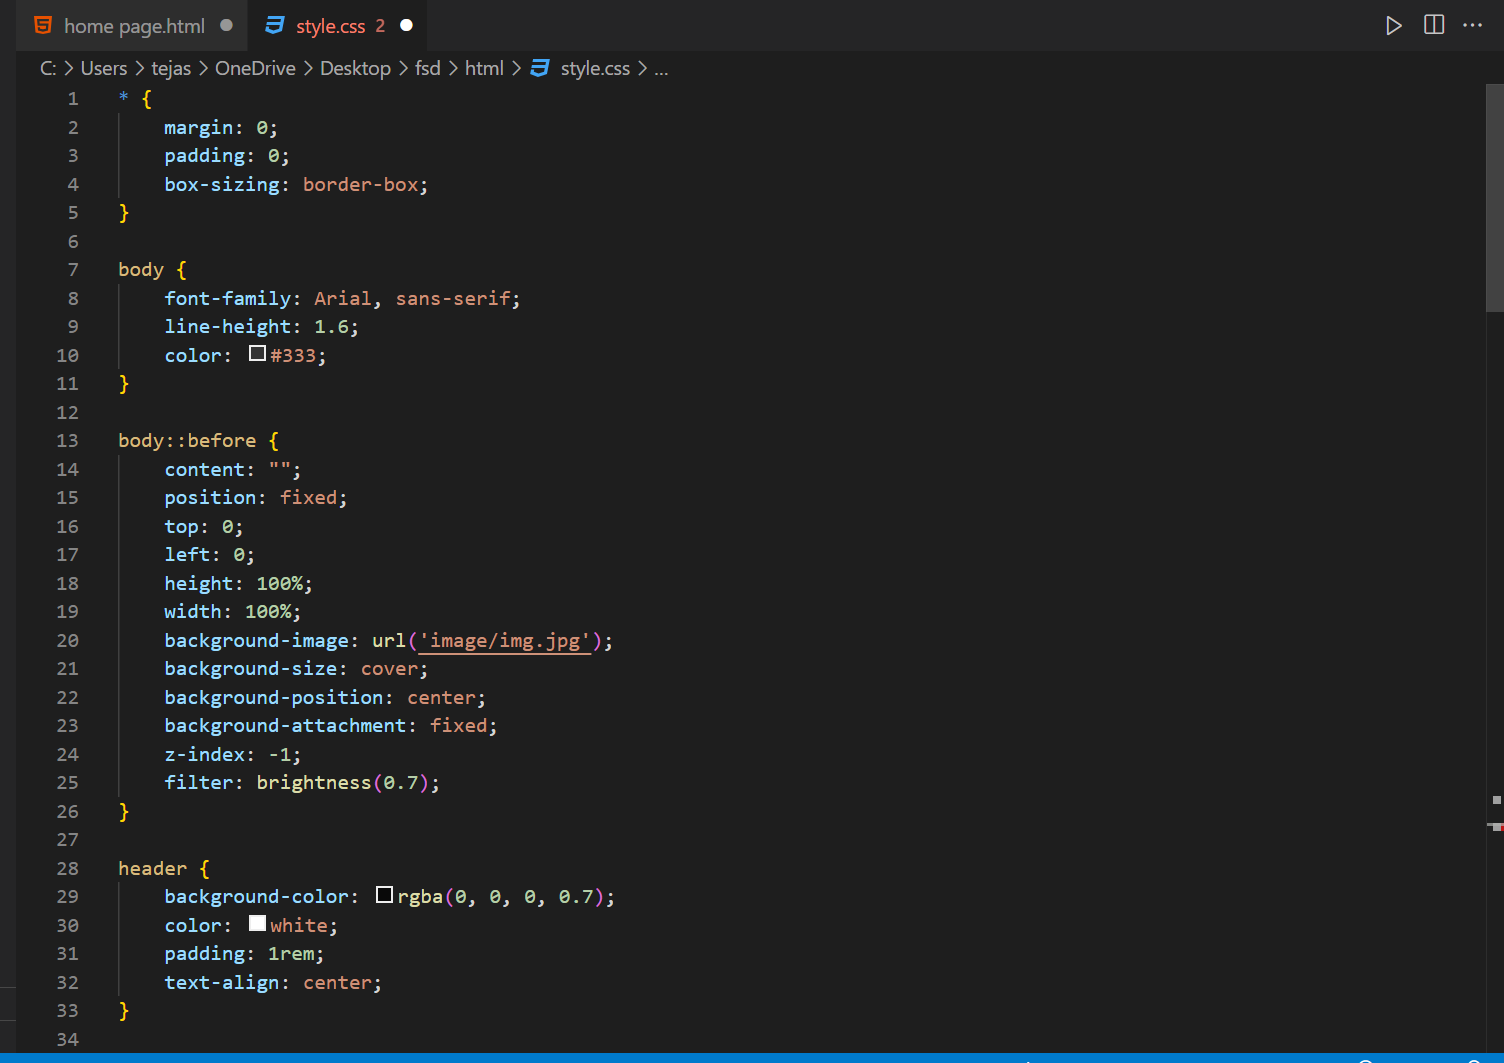 home page.html
style.css 2
C: > Users > tejas > OneDrive > Desktop > fsd > html > style.css > ...
1 * {
2     margin: 0;
3     padding: 0;
4     box-sizing: border-box;
5 }
6
7 body {
8     font-family: Arial, sans-serif;
9     line-height: 1.6;
10     color: #333;
11 }
12
13 body::before {
14     content: "";
15     position: fixed;
16     top: 0;
17     left: 0;
18     height: 100%;
19     width: 100%;
20     background-image: url('image/img.jpg');
21     background-size: cover;
22     background-position: center;
23     background-attachment: fixed;
24     z-index: -1;
25     filter: brightness(0.7);
26 }
27
28 header {
29     background-color: rgba(0, 0, 0, 0.7);
30     color: white;
31     padding: 1rem;
32     text-align: center;
33 }
34